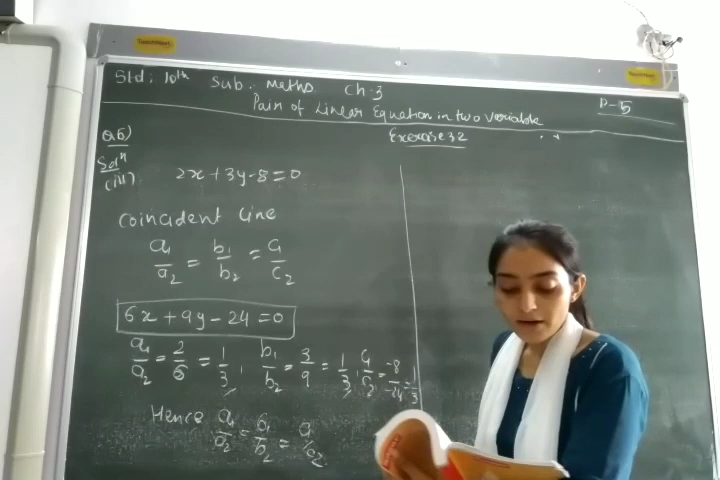 Std: 10th Sub: Maths Ch-3
Pair of Linear Equation in two variable
P-5
Exercise 3.2
Q.6)
Solⁿ
(iii) 2x + 3y - 8 = 0
Coincident Line
a₁/a₂ = b₁/b₂ = c₁/c₂
6x + 9y - 24 = 0
a₁/a₂ = 2/6 = 1/3, b₁/b₂ = 3/9 = 1/3, c₁/c₂ = -8/-24 = 1/3
Hence a₁/a₂ = b₁/b₂ = c₁/c₂